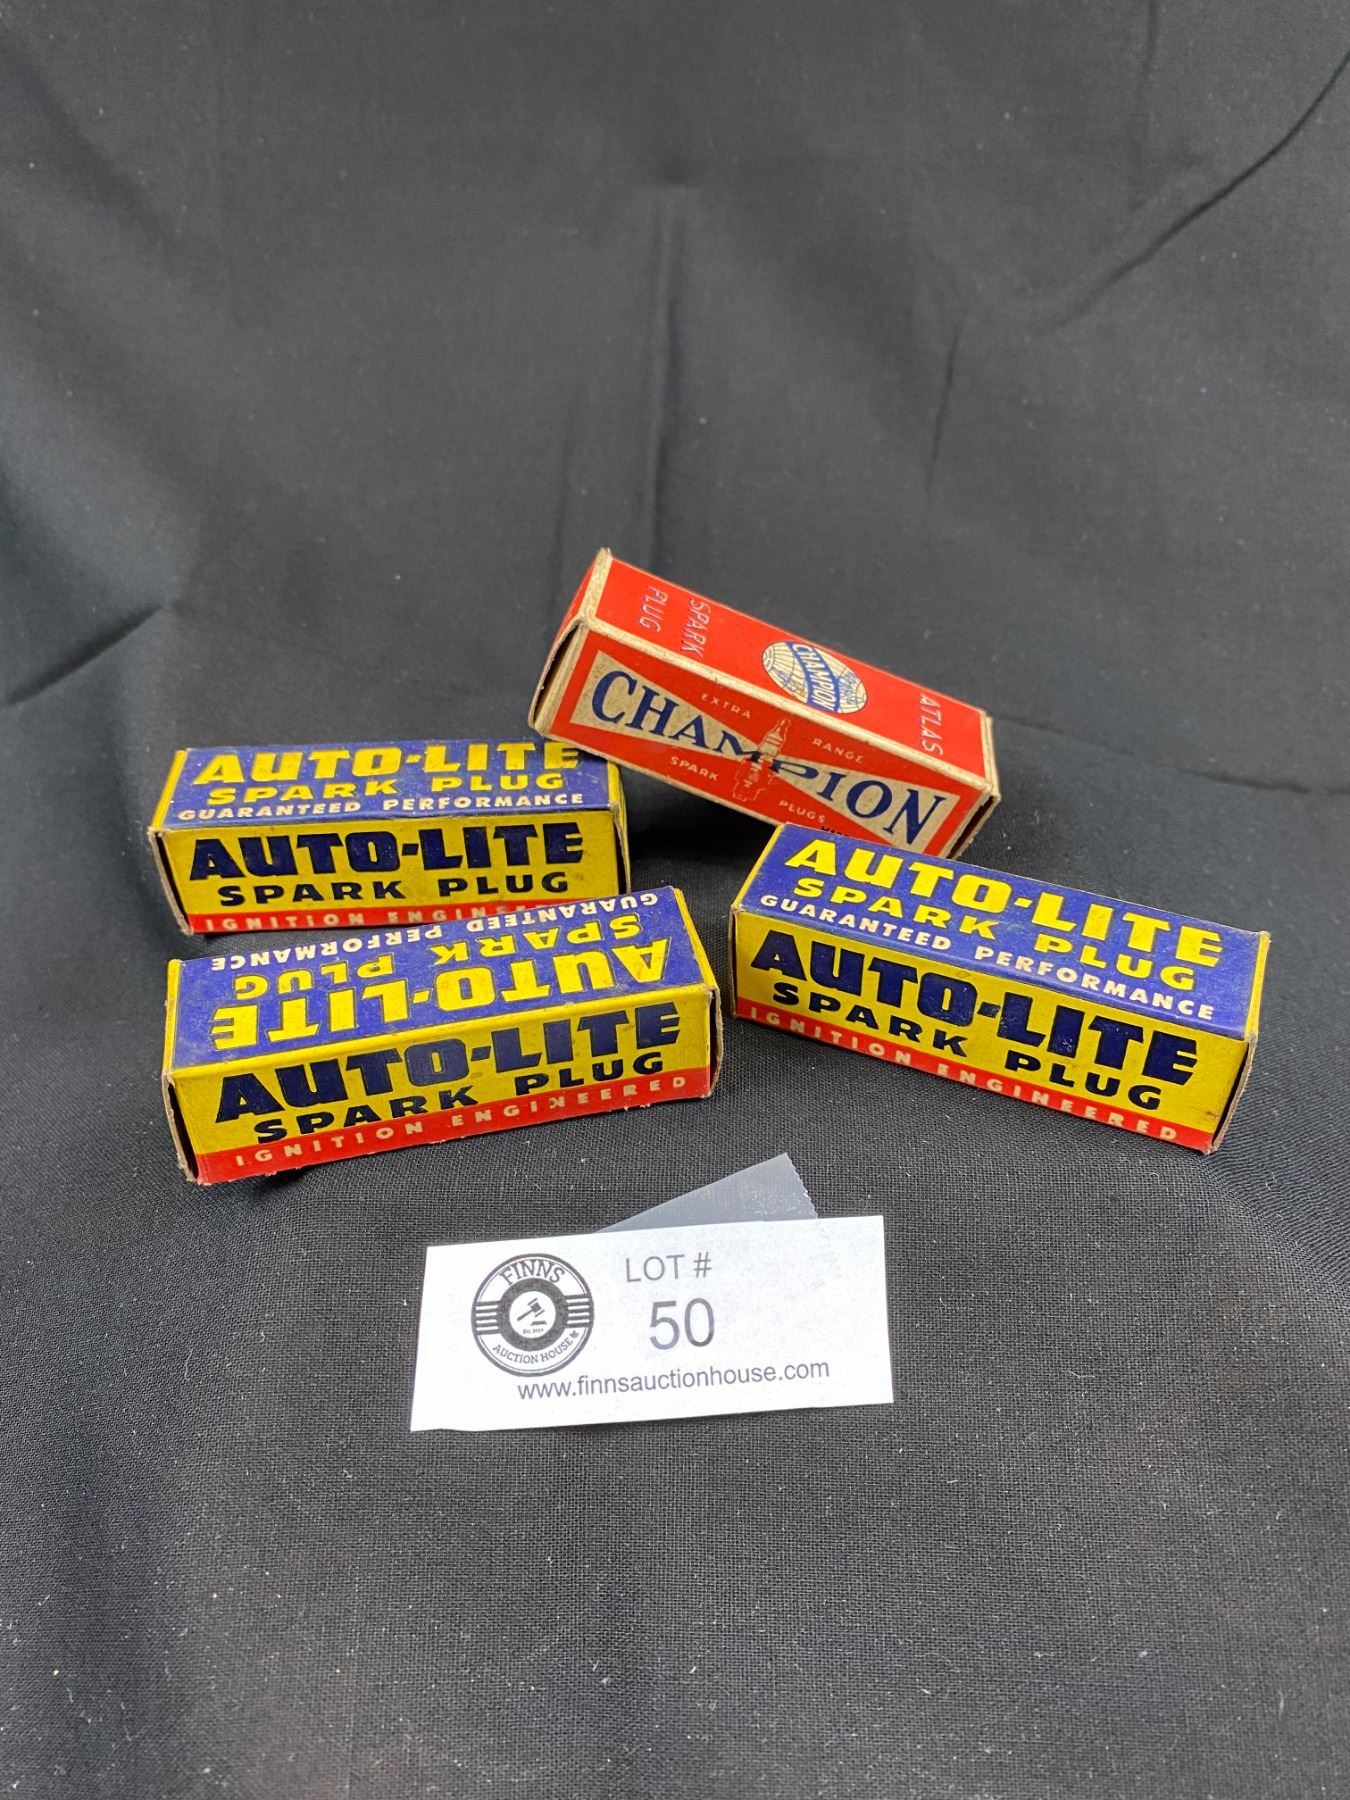 SPARK PLUG
CHAMPION
ATLAS
CHAMPION
EXTRA RANGE
SPARK PLUGS
AUTO-LITE
SPARK PLUG
GUARANTEED PERFORMANCE
AUTO-LITE
SPARK PLUG
IGNITION ENGINE
AUTO-LITE
SPARK PLUG
GUARANTEED PERFORMANCE
AUTO-LITE
SPARK PLUG
IGNITION ENGINEERED
AUTO-LITE
SPARK PLUG
GUARANTEED PERFORMANCE
AUTO-LITE
SPARK PLUG
IGNITION ENGINEERED
FINNS
AUCTION HOUSE
LOT #
50
www.finnsauctionhouse.com